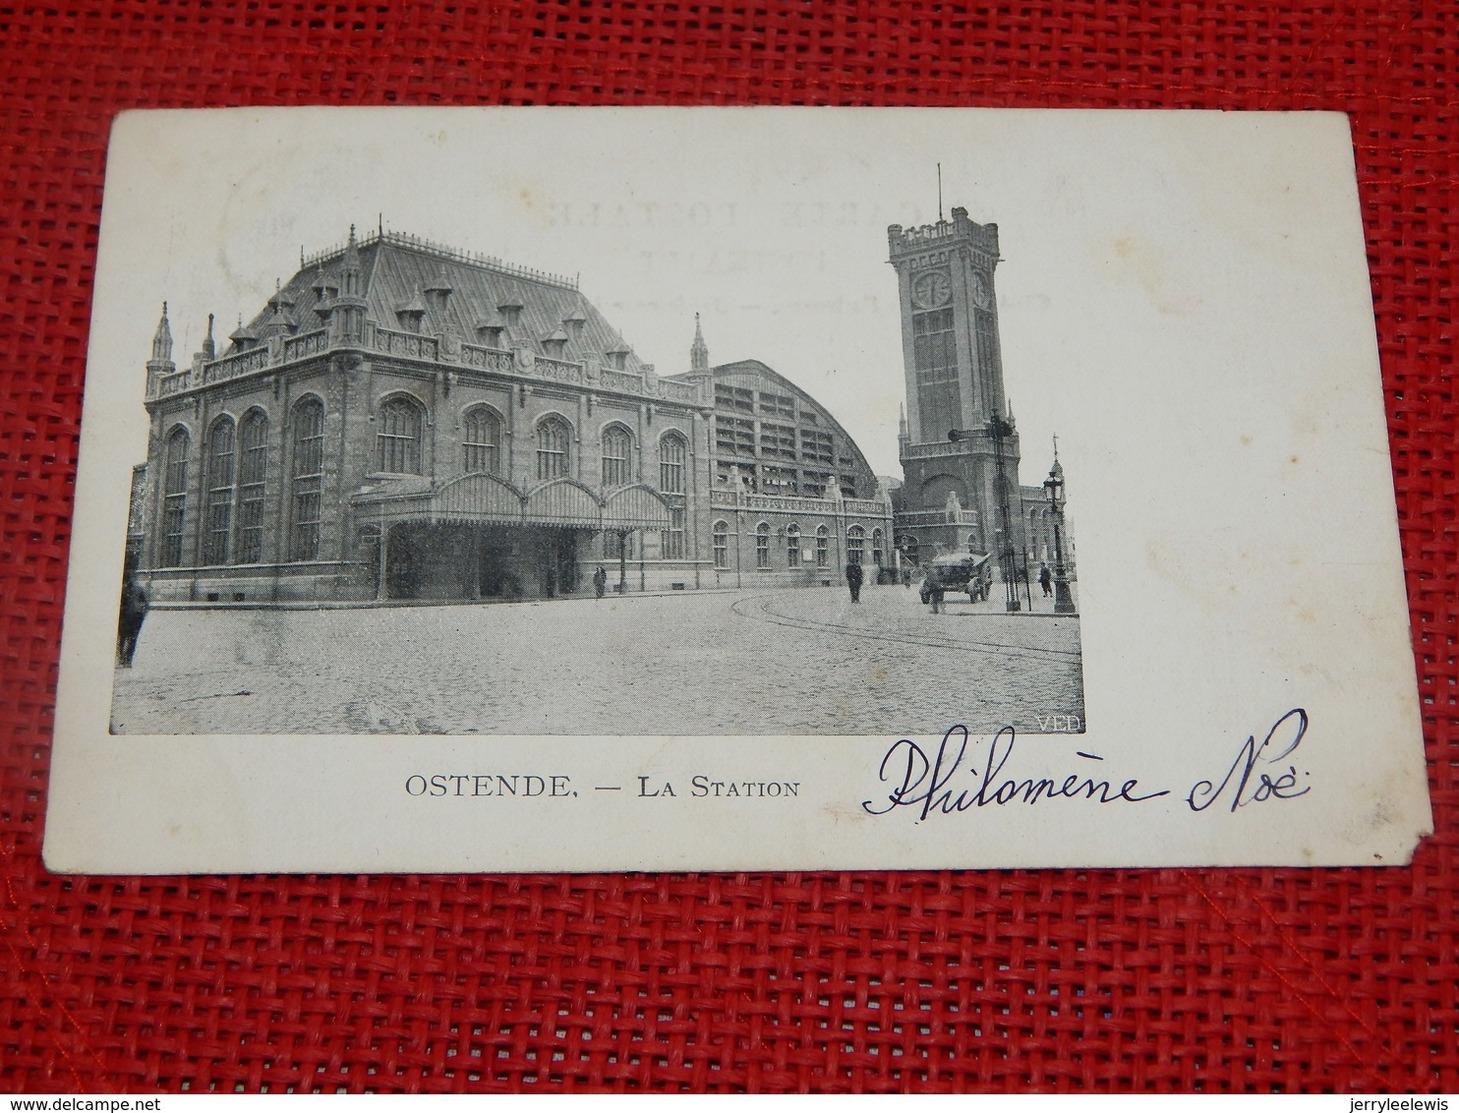 VED
OSTENDE. — LA STATION
Philomène Noë
www.delcampe.net
jerryleelewis